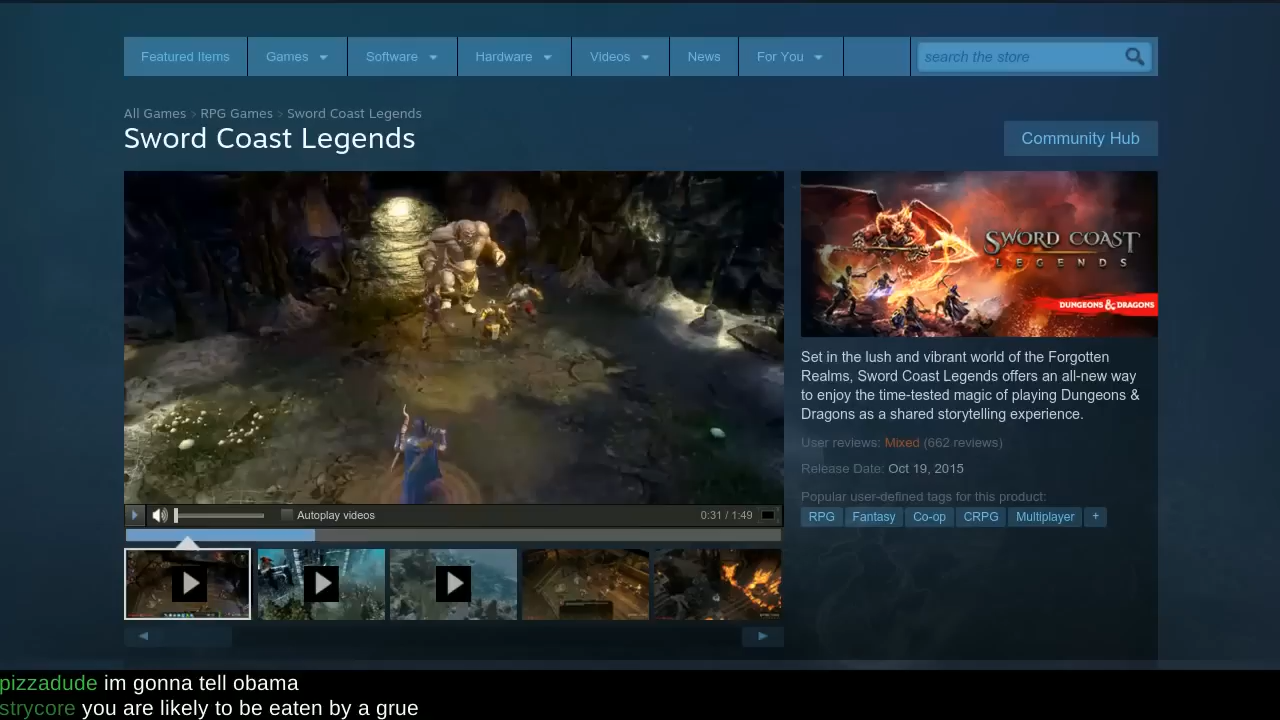 Featured Items Games Software Hardware Videos News For You search the store
All Games > RPG Games > Sword Coast Legends
Sword Coast Legends
Community Hub
SWORD COAST
LEGENDS
DUNGEONS & DRAGONS
Set in the lush and vibrant world of the Forgotten
Realms, Sword Coast Legends offers an all-new way
to enjoy the time-tested magic of playing Dungeons &
Dragons as a shared storytelling experience.
User reviews: Mixed (662 reviews)
Release Date: Oct 19, 2015
Popular user-defined tags for this product:
RPG Fantasy Co-op CRPG Multiplayer +
Autoplay videos 0:31 / 1:49
pizzadude im gonna tell obama
strycore you are likely to be eaten by a grue